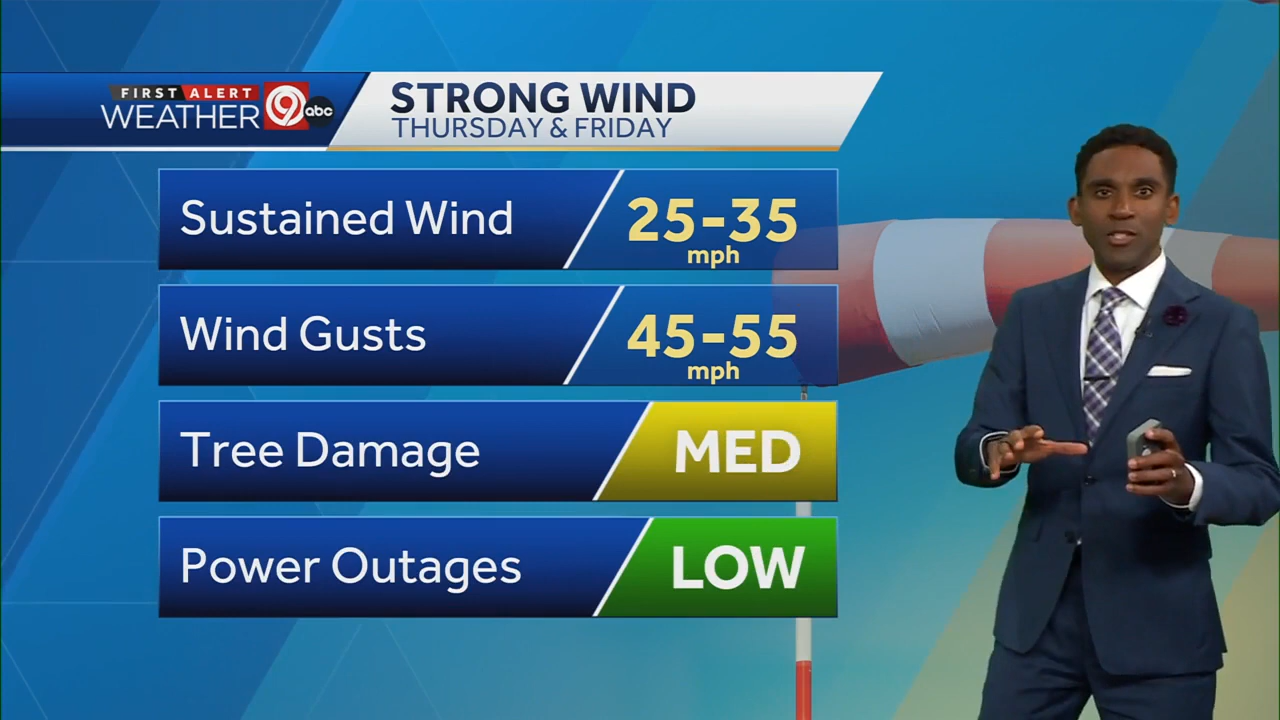 FIRST ALERT
WEATHER 9 abc
STRONG WIND
THURSDAY & FRIDAY
Sustained Wind 25-35 mph
Wind Gusts 45-55 mph
Tree Damage MED
Power Outages LOW